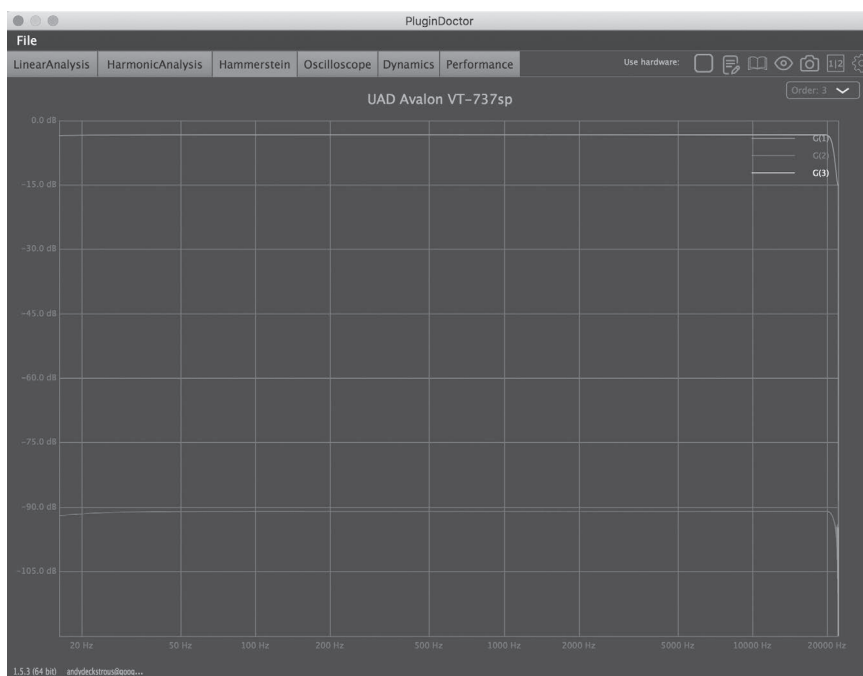 PluginDoctor
File
LinearAnalysis HarmonicAnalysis Hammerstein Oscilloscope Dynamics Performance Use hardware: 1|2
Order: 3
UAD Avalon VT-737sp
0.0 dB
G(1)
G(2)
G(3)
-15.0 dB
-30.0 dB
-45.0 dB
-60.0 dB
-75.0 dB
-90.0 dB
-105.0 dB
20 Hz 50 Hz 100 Hz 200 Hz 500 Hz 1000 Hz 2000 Hz 5000 Hz 10000 Hz 20000 Hz
1.5.3 (64 bit)